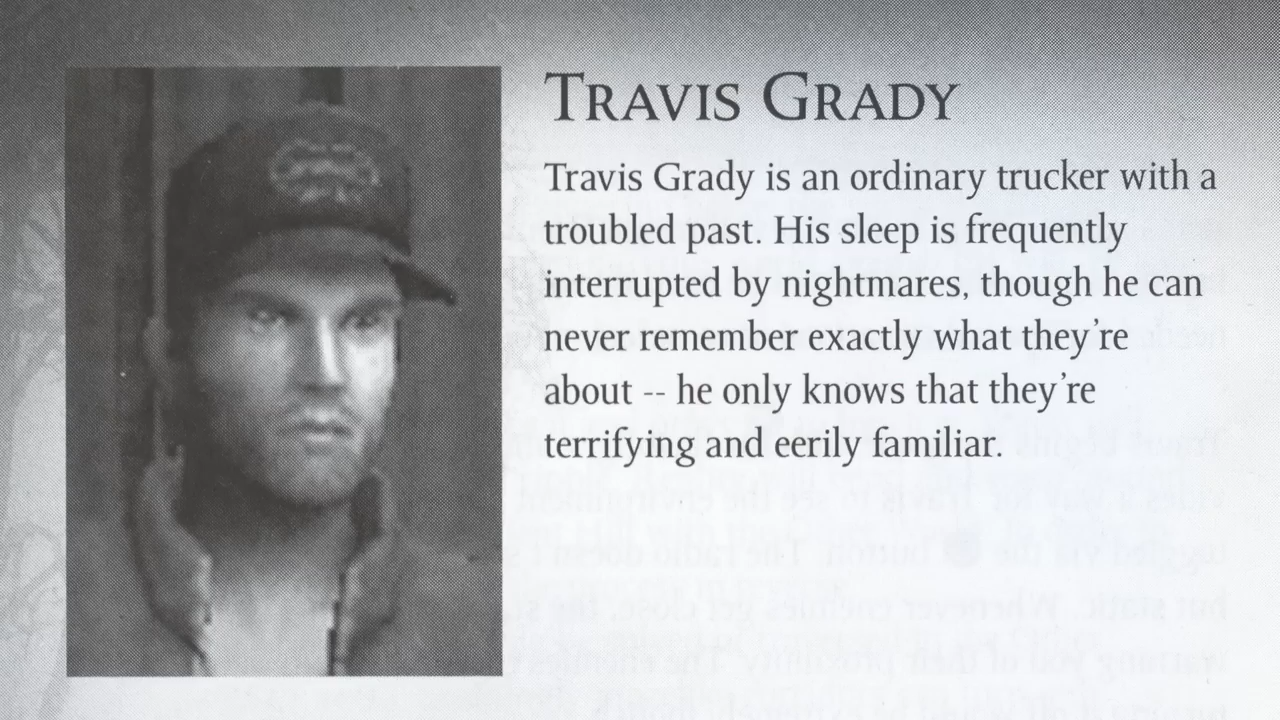 TRAVIS GRADY
Travis Grady is an ordinary trucker with a
troubled past. His sleep is frequently
interrupted by nightmares, though he can
never remember exactly what they're
about -- he only knows that they're
terrifying and eerily familiar.